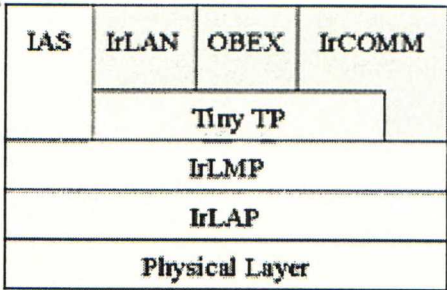 IAS IrLAN OBEX IrCOMM
Tiny TP
IrLMP
IrLAP
Physical Layer